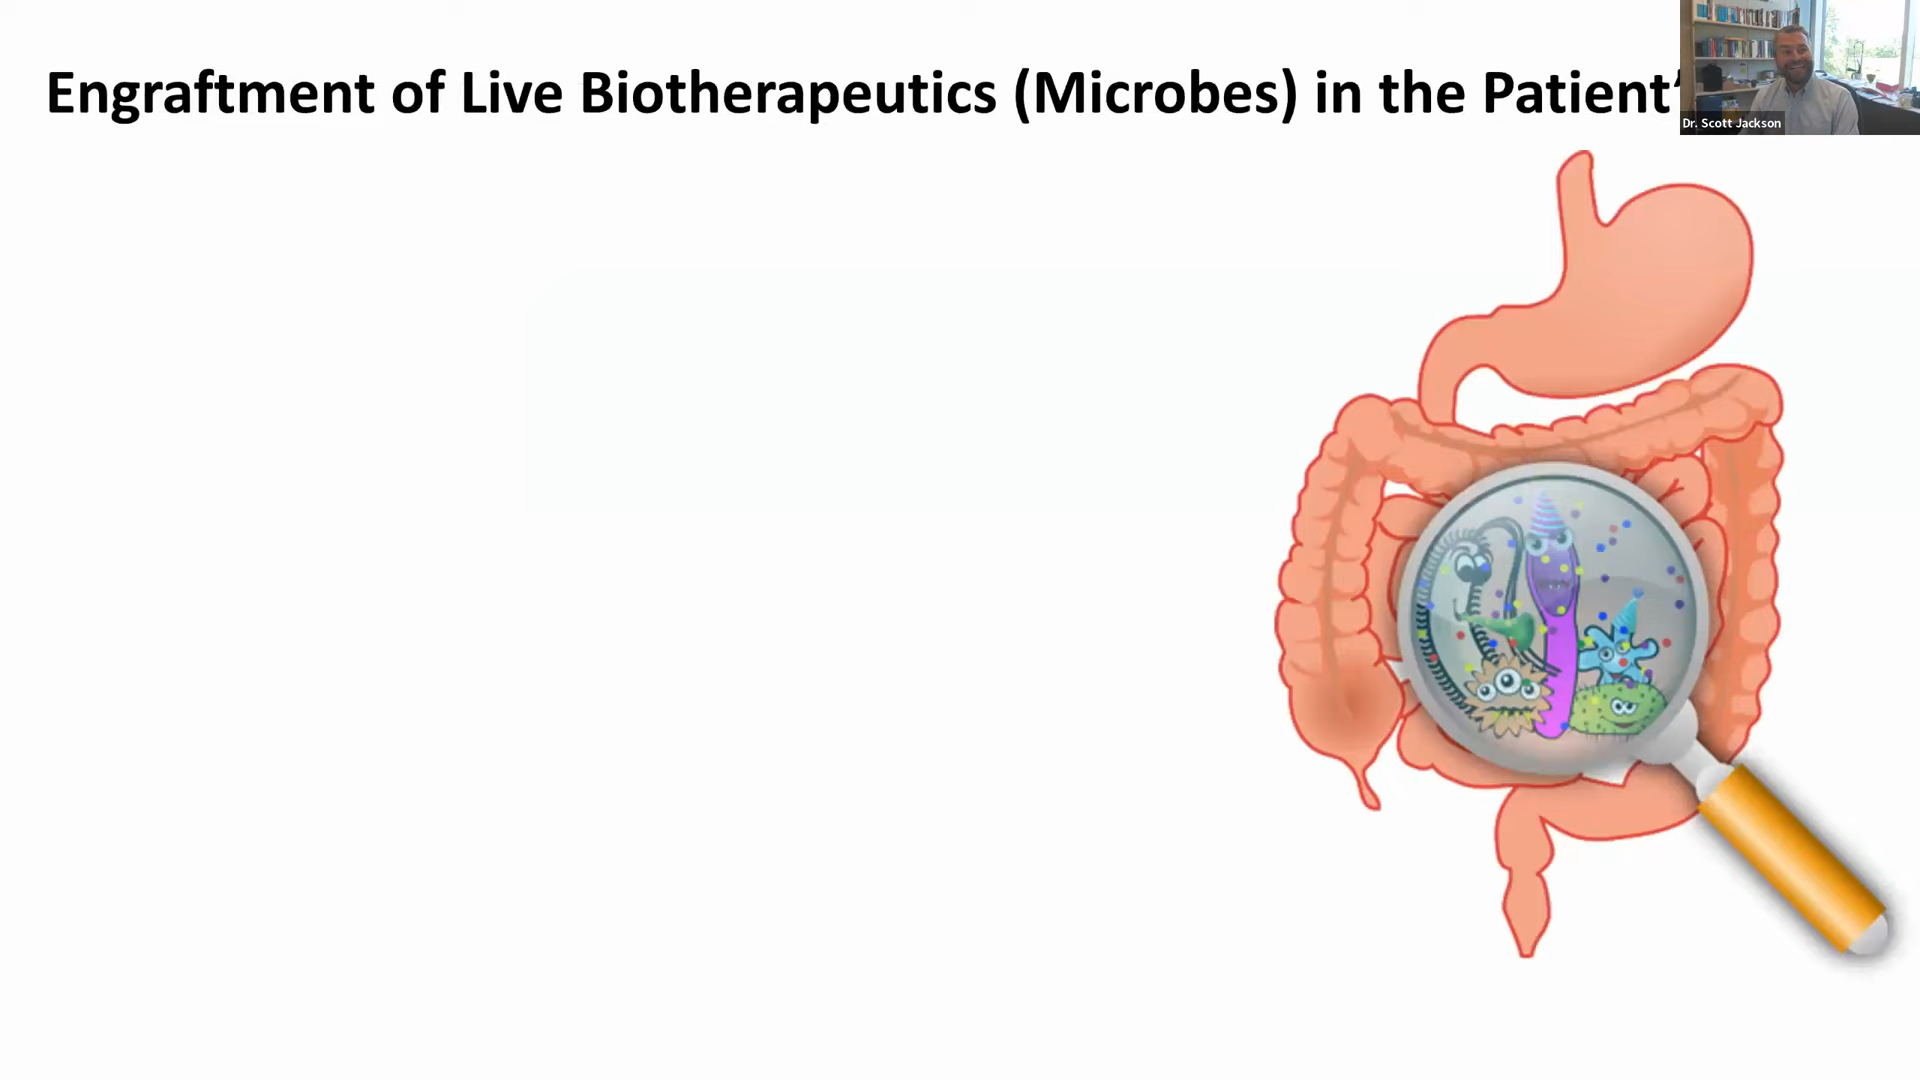 Engraftment of Live Biotherapeutics (Microbes) in the Patient’
Dr. Scott Jackson